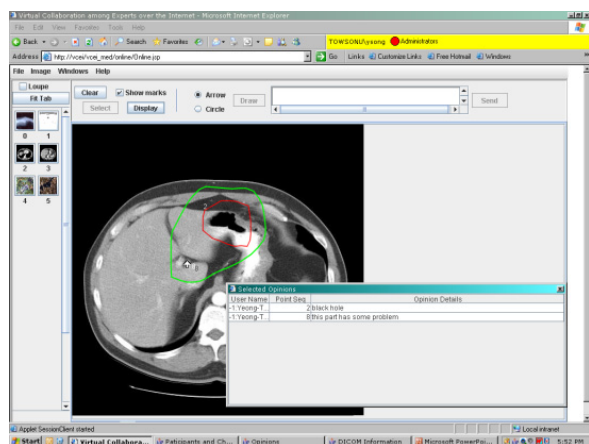 Virtual Collaboration among Experts over the Internet - Microsoft Internet Explorer
File Edit View Favorites Tools Help
Back Search Favorites TOWSONU\ysong Administrators
Address http://vcei/vcei_med/online/Online.jsp Go Links Customize Links Free Hotmail Windows
File Image Windows Help
Loupe
Fit Tab
Clear Show marks Arrow Draw Send
Select Display Circle
0 1
2 3
4 5
2
8
Selected Opinions
User Name Point Seq Opinion Details
-1:Yeong-T... 2 black hole
-1:Yeong-T... 8 this part has some problem
Applet SessionClient started Local intranet
Start Virtual Collabora... Paticipants and Ch... Opinions DICOM Information Microsoft PowerPoi... 5:52 PM